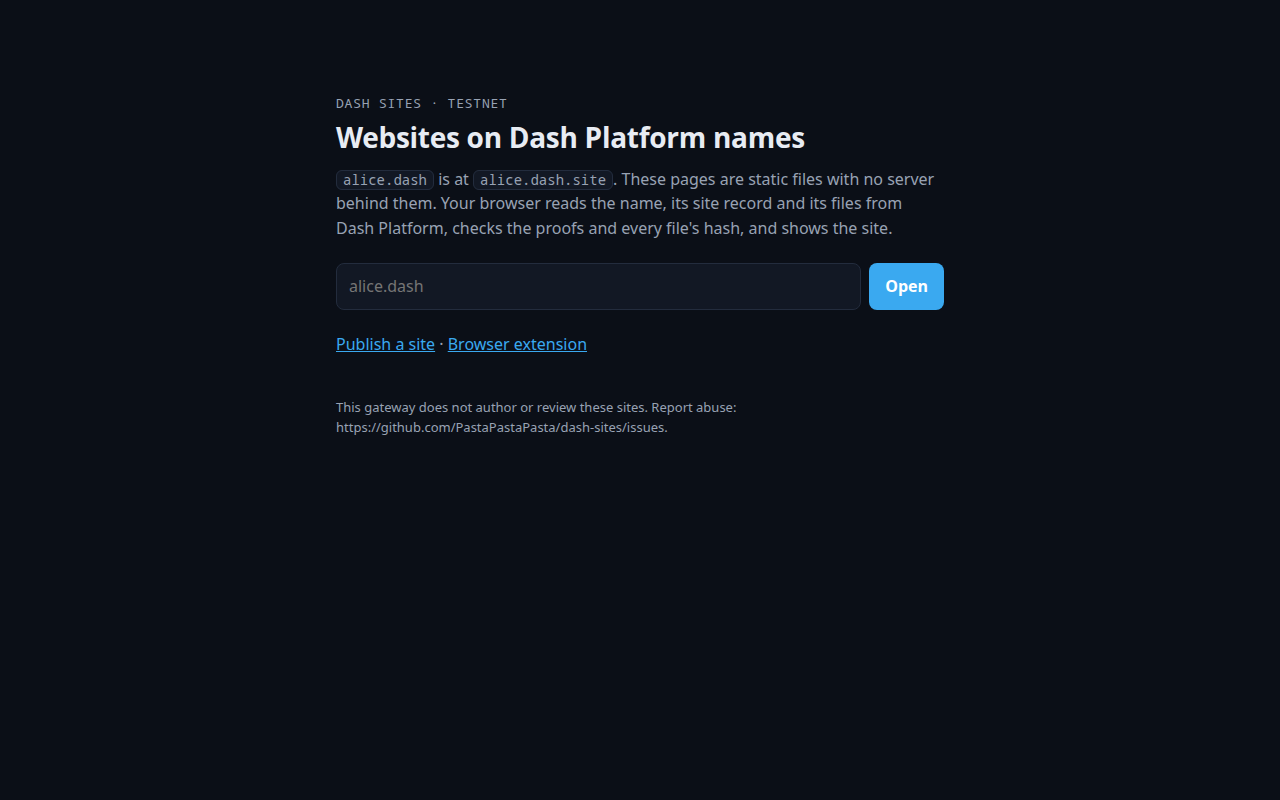 DASH SITES · TESTNET
Websites on Dash Platform names
alice.dash is at alice.dash.site. These pages are static files with no server
behind them. Your browser reads the name, its site record and its files from
Dash Platform, checks the proofs and every file's hash, and shows the site.
alice.dash
Open
Publish a site · Browser extension
This gateway does not author or review these sites. Report abuse:
https://github.com/PastaPastaPasta/dash-sites/issues.